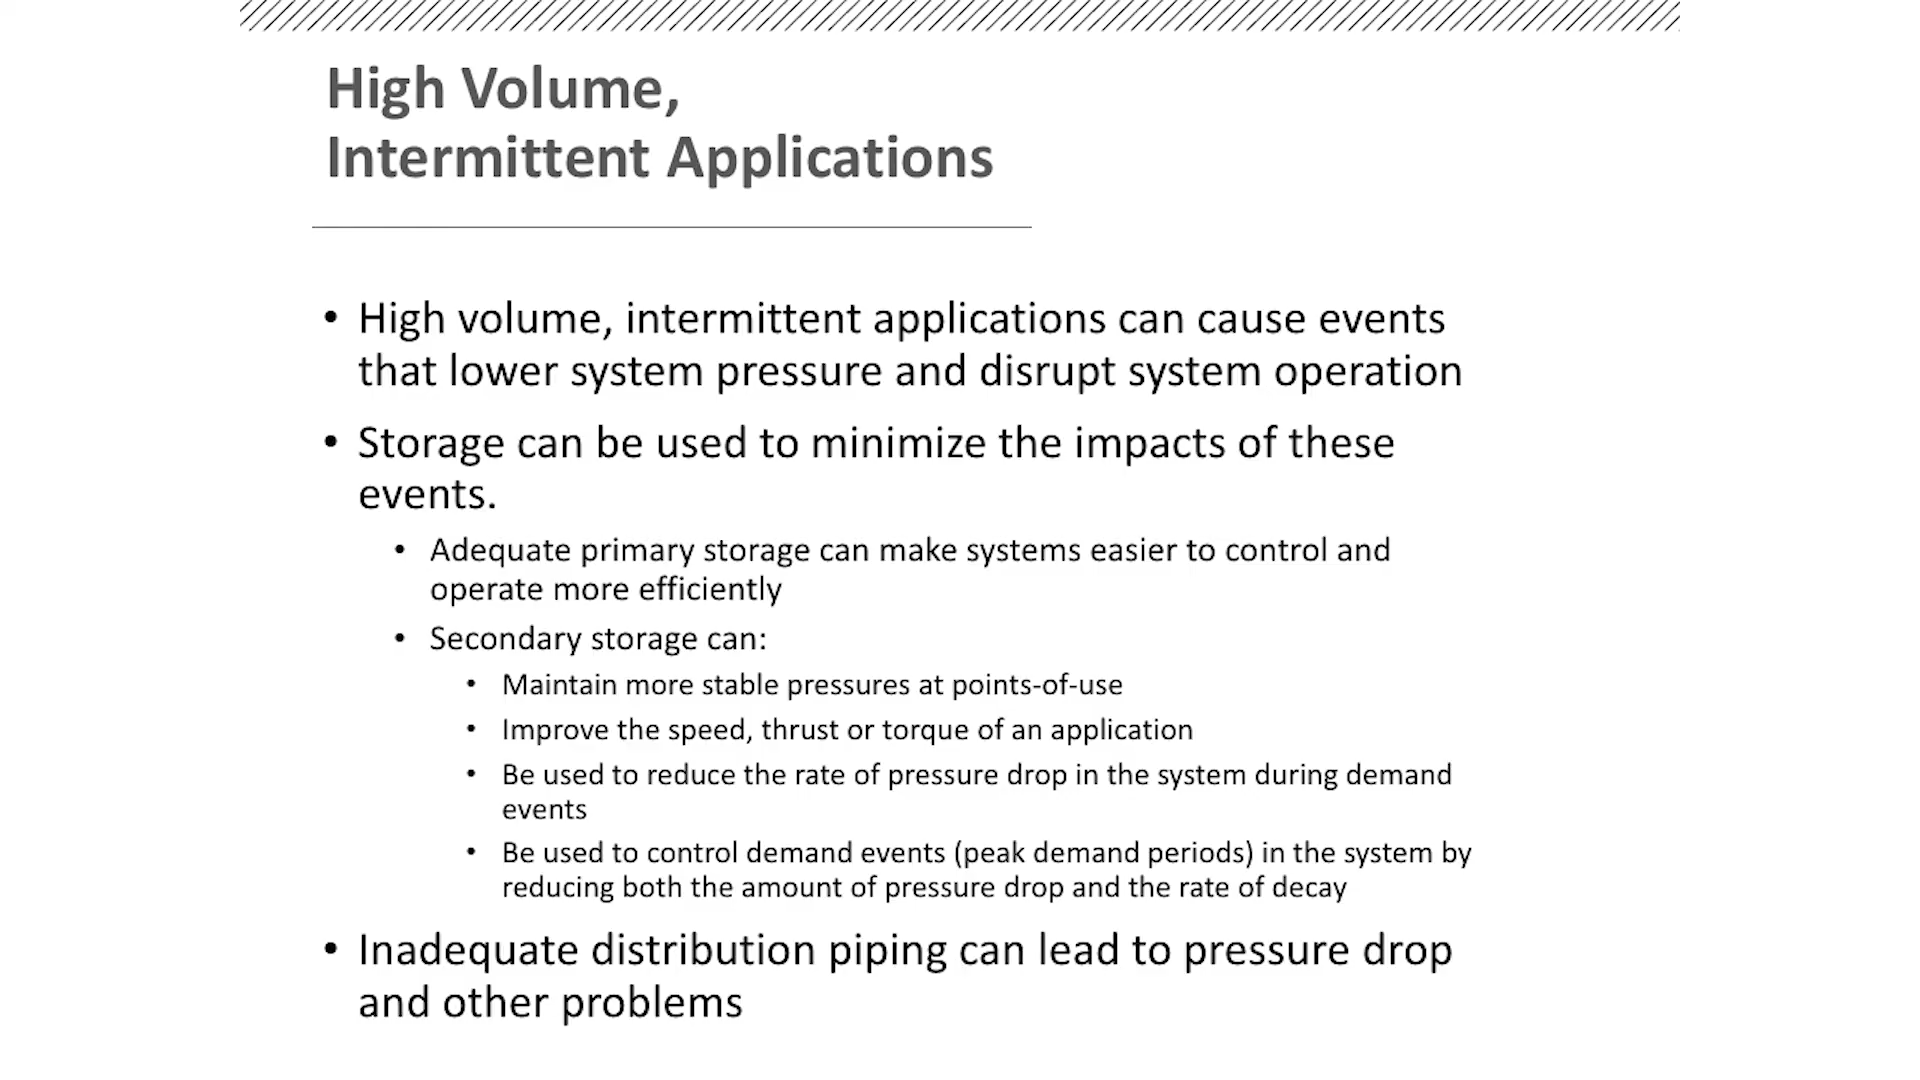 High Volume,
Intermittent Applications
• High volume, intermittent applications can cause events
that lower system pressure and disrupt system operation
• Storage can be used to minimize the impacts of these
events.
• Adequate primary storage can make systems easier to control and
operate more efficiently
• Secondary storage can:
• Maintain more stable pressures at points-of-use
• Improve the speed, thrust or torque of an application
• Be used to reduce the rate of pressure drop in the system during demand
events
• Be used to control demand events (peak demand periods) in the system by
reducing both the amount of pressure drop and the rate of decay
• Inadequate distribution piping can lead to pressure drop
and other problems